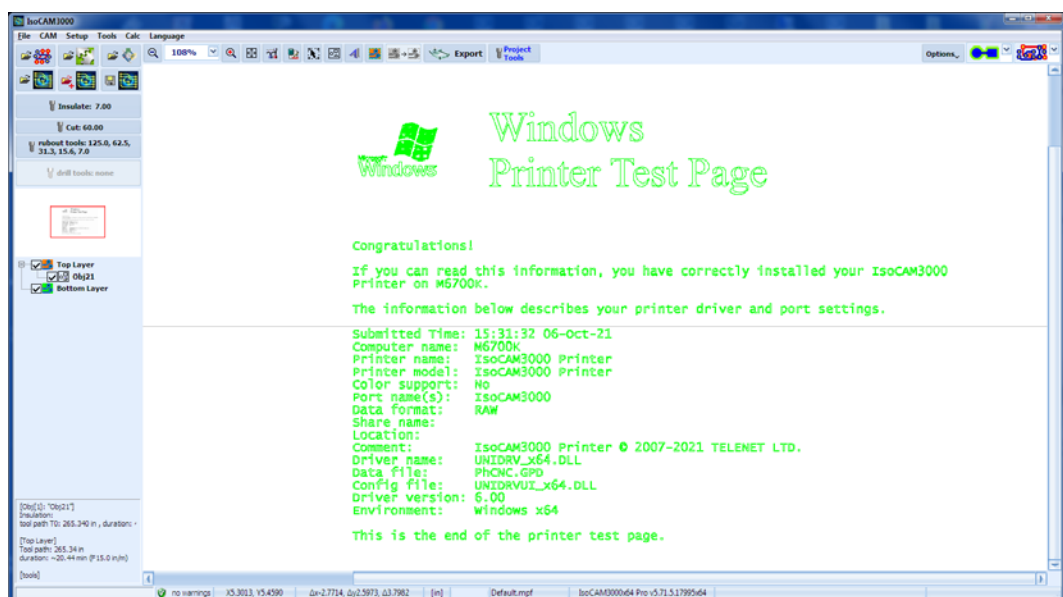 IsoCAM3000
File CAM Setup Tools Calc Language
108% Export Project Tools Options
Insulate: 7.00
Cut: 60.00
rubout tools: 125.0, 62.5,
31.3, 15.6, 7.0
drill tools: none
Top Layer
Obj21
Bottom Layer
Windows
Windows
Printer Test Page
Congratulations!
If you can read this information, you have correctly installed your IsoCAM3000
Printer on M6700K.
The information below describes your printer driver and port settings.
Submitted Time: 15:31:32 06-Oct-21
Computer name: M6700K
Printer name: IsoCAM3000 Printer
Printer model: IsoCAM3000 Printer
Color support: No
Port name(s): IsoCAM3000
Data format: RAW
Share name:
Location:
Comment: IsoCAM3000 Printer © 2007-2021 TELENET LTD.
Driver name: UNIDRV_x64.DLL
Data file: PhCNC.GPD
Config file: UNIDRVUI_x64.DLL
Driver version: 6.00
Environment: Windows x64
This is the end of the printer test page.
[Obj[1]: "Obj21"]
Insulation:
tool path T0: 265.340 in , duration:
[Top Layer]
Tool path: 265.34 in
duration: ~20.44 min (F15.0 in/m)
[tools]
no warnings X5.3013, Y5.4590 Δx-2.7714, Δy2.5973, Δ3.7982 [in] Default.mpf IsoCAM3000x64 Pro v5.71.5.17995x64